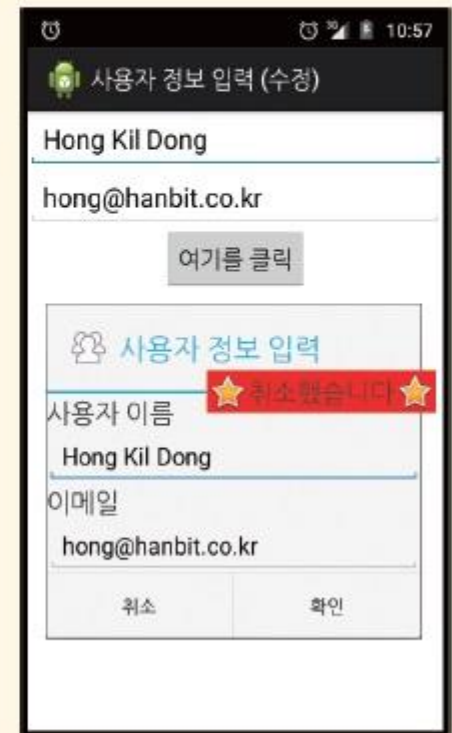 3G 10:57
사용자 정보 입력 (수정)
Hong Kil Dong
hong@hanbit.co.kr
여기를 클릭
사용자 정보 입력
취소했습니다
사용자 이름
Hong Kil Dong
이메일
hong@hanbit.co.kr
취소 확인